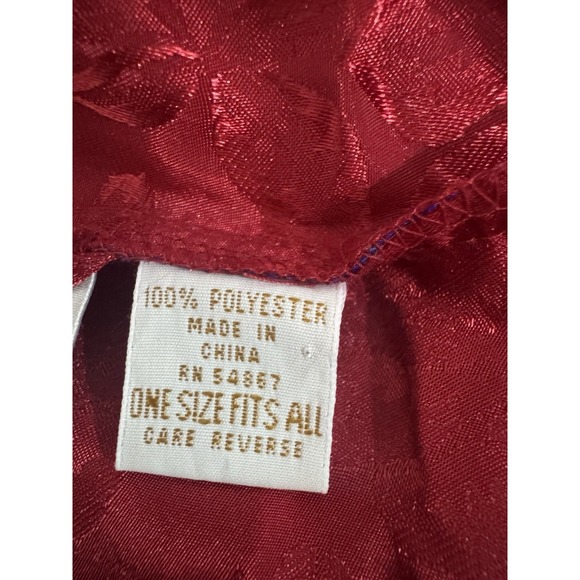 100% POLYESTER
MADE IN
CHINA
RN 54867
ONE SIZE FITS ALL
CARE REVERSE